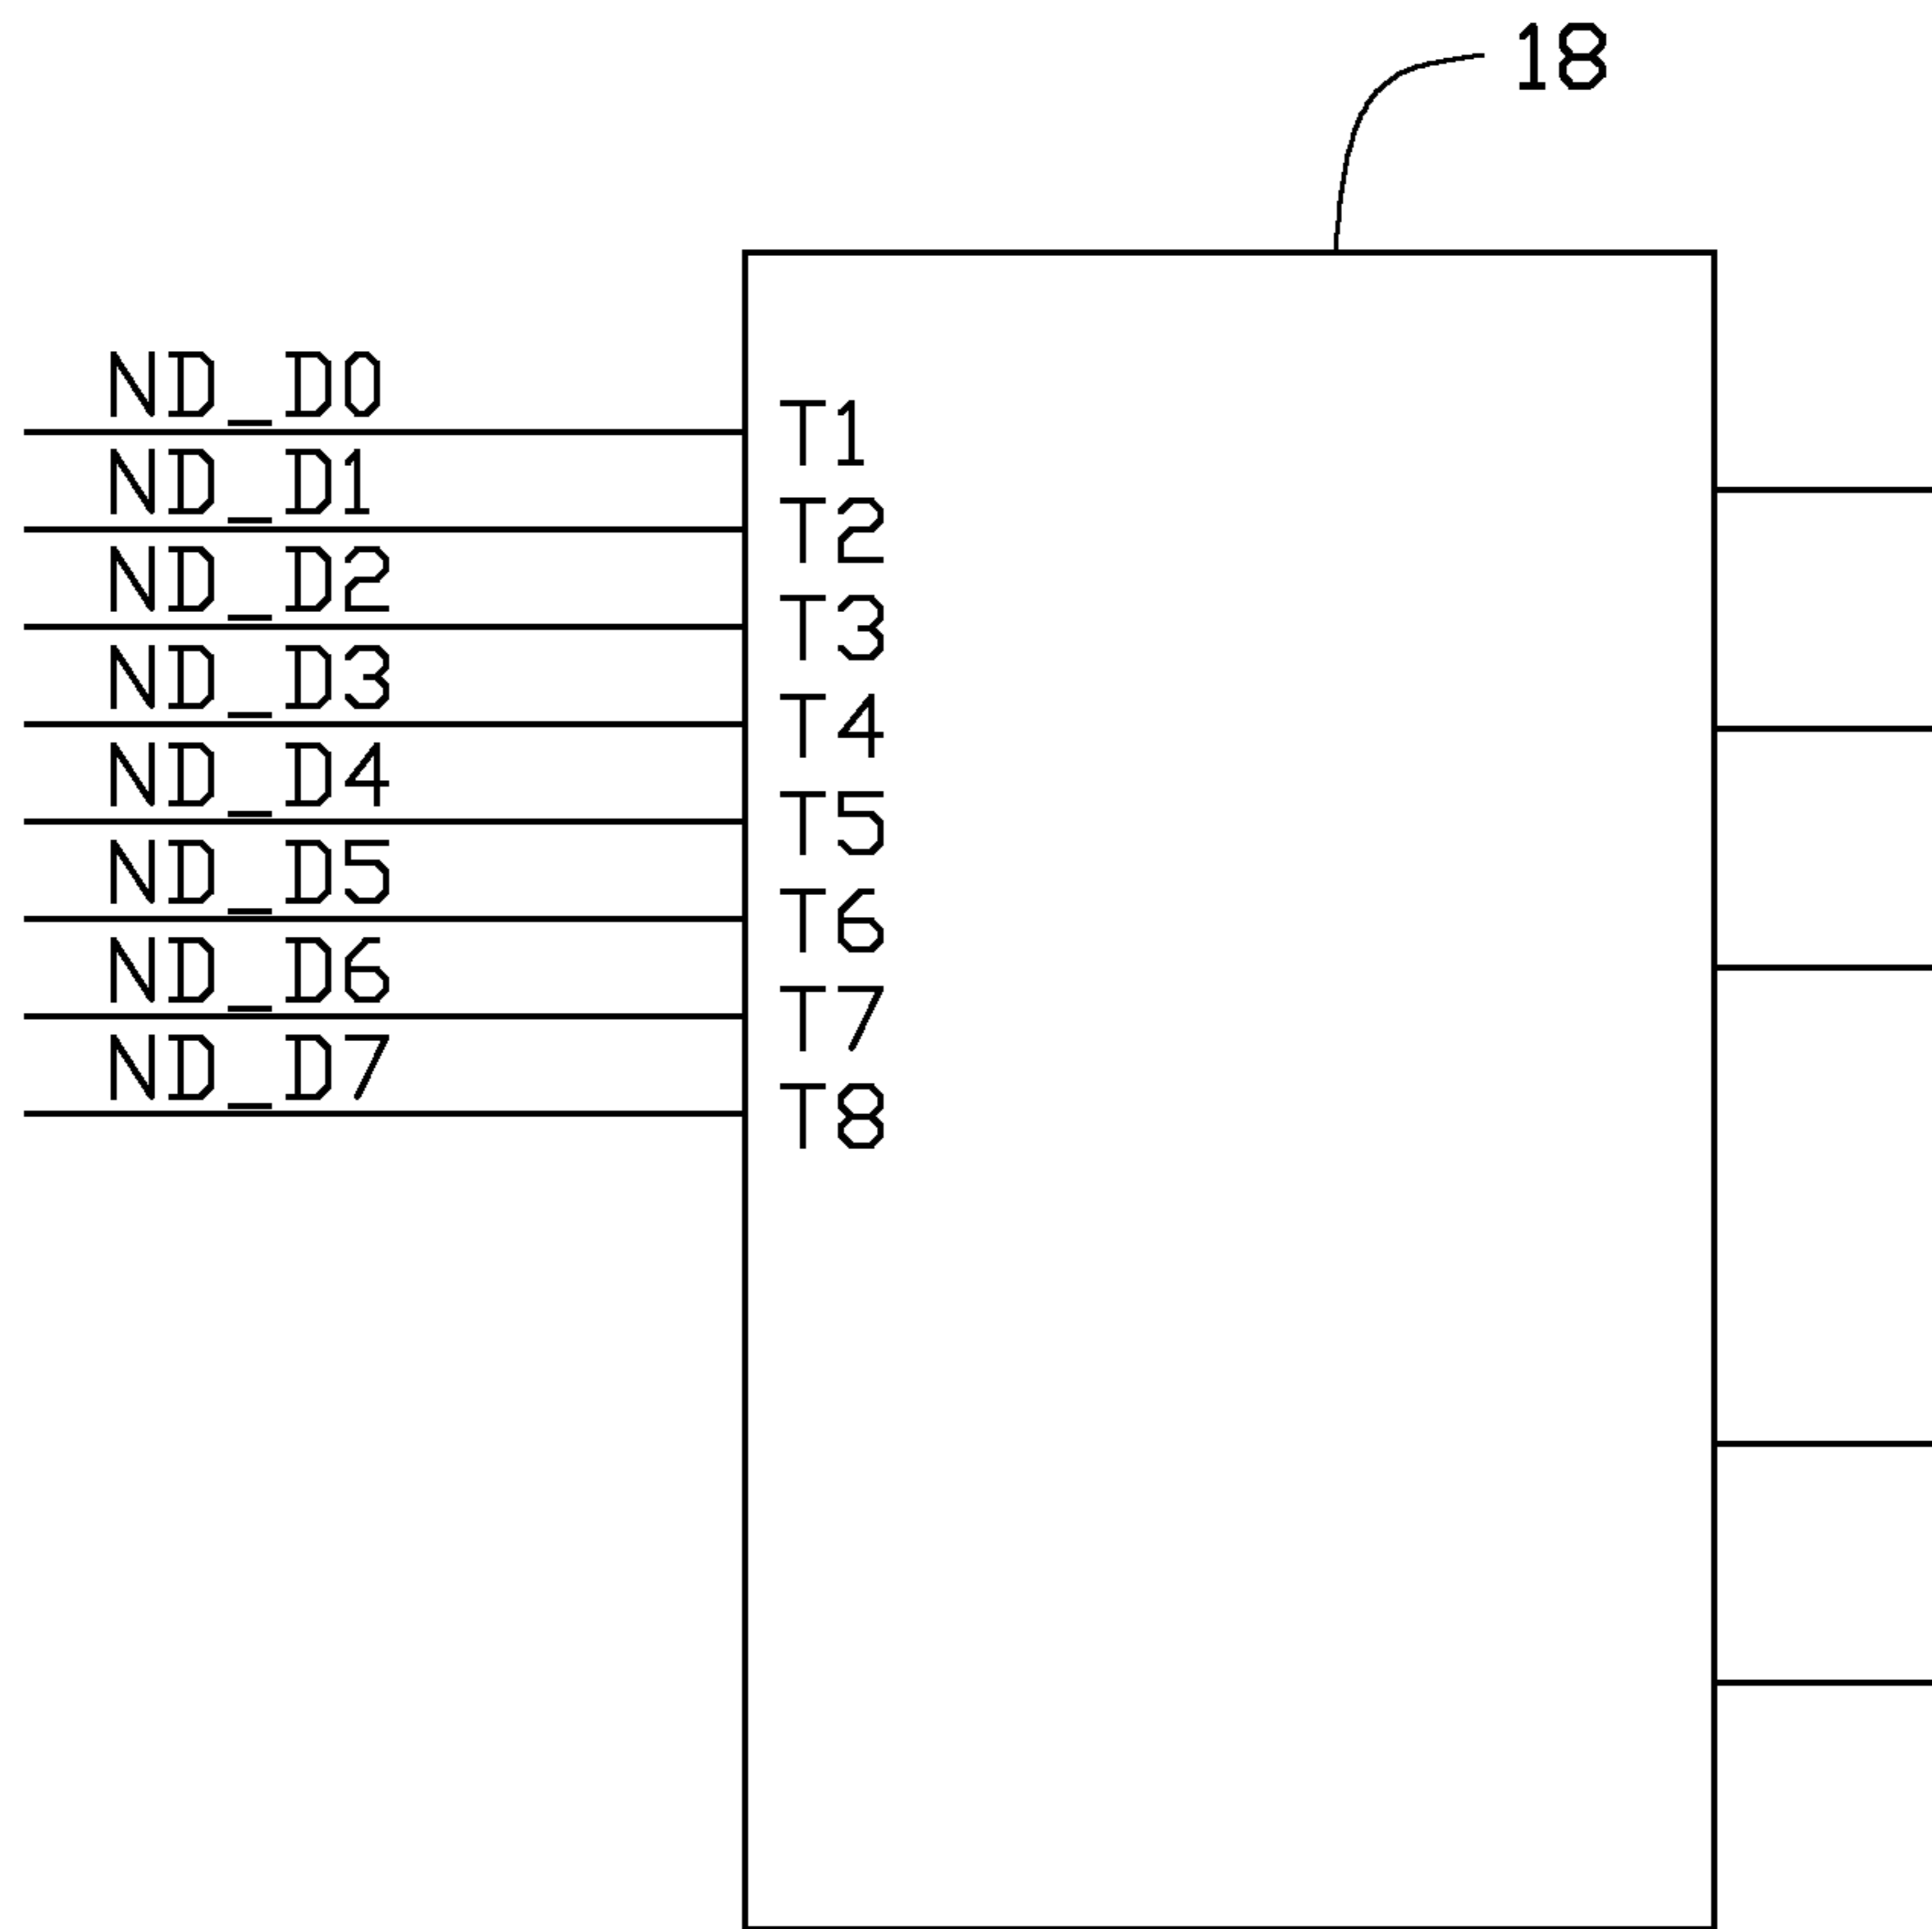 18
ND_D0
T1
ND_D1
T2
ND_D2
T3
ND_D3
T4
ND_D4
T5
ND_D5
T6
ND_D6
T7
ND_D7
T8